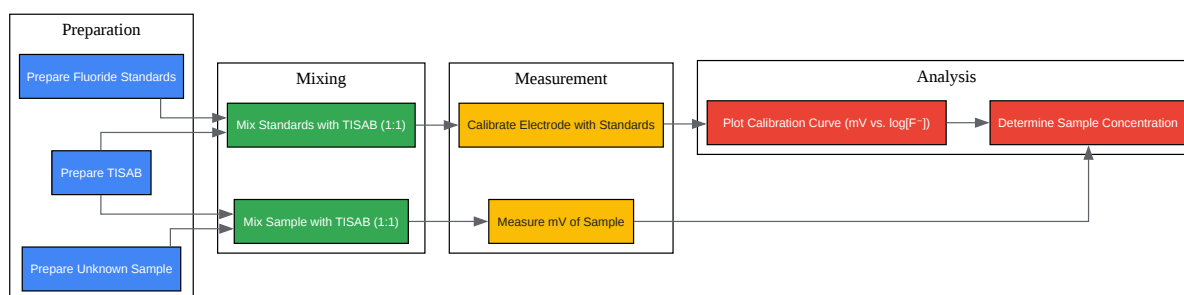 Preparation
Prepare Fluoride Standards
Prepare TISAB
Prepare Unknown Sample
Mixing
Mix Standards with TISAB (1:1)
Mix Sample with TISAB (1:1)
Measurement
Calibrate Electrode with Standards
Measure mV of Sample
Analysis
Plot Calibration Curve (mV vs. log[F⁻])
Determine Sample Concentration